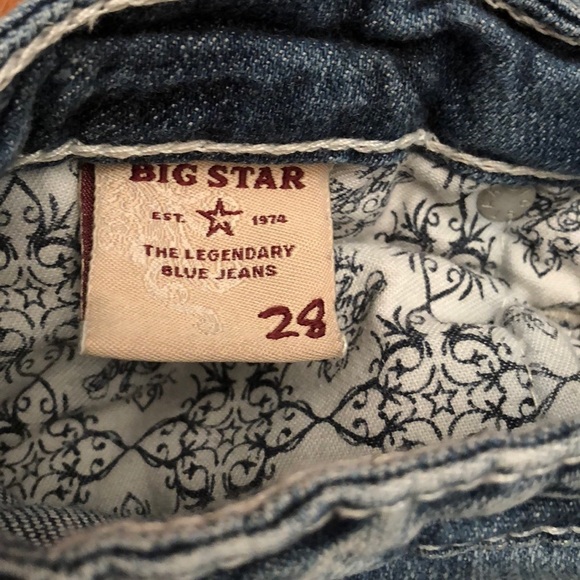 BIG STAR
EST. 1974
THE LEGENDARY
BLUE JEANS
28